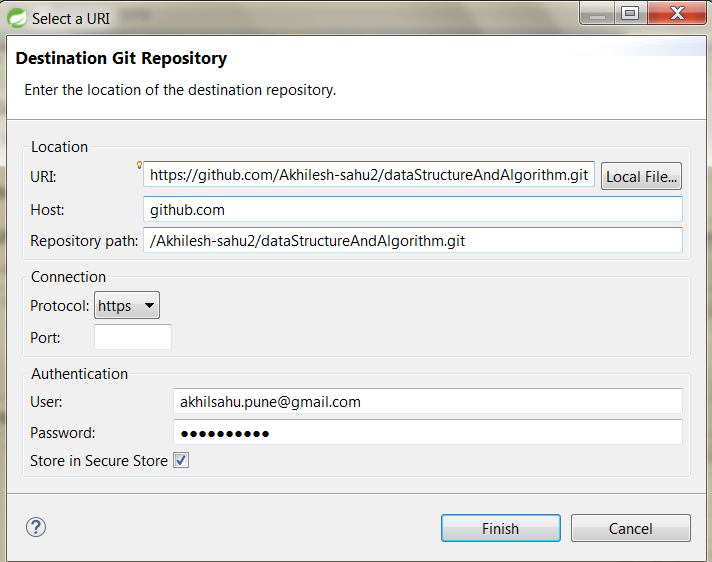 Select a URI
Destination Git Repository
Enter the location of the destination repository.
Location
URI: https://github.com/Akhilesh-sahu2/dataStructureAndAlgorithm.git Local File...
Host: github.com
Repository path: /Akhilesh-sahu2/dataStructureAndAlgorithm.git
Connection
Protocol: https
Port:
Authentication
User: akhilsahu.pune@gmail.com
Password: ●●●●●●●●●●
Store in Secure Store
Finish Cancel